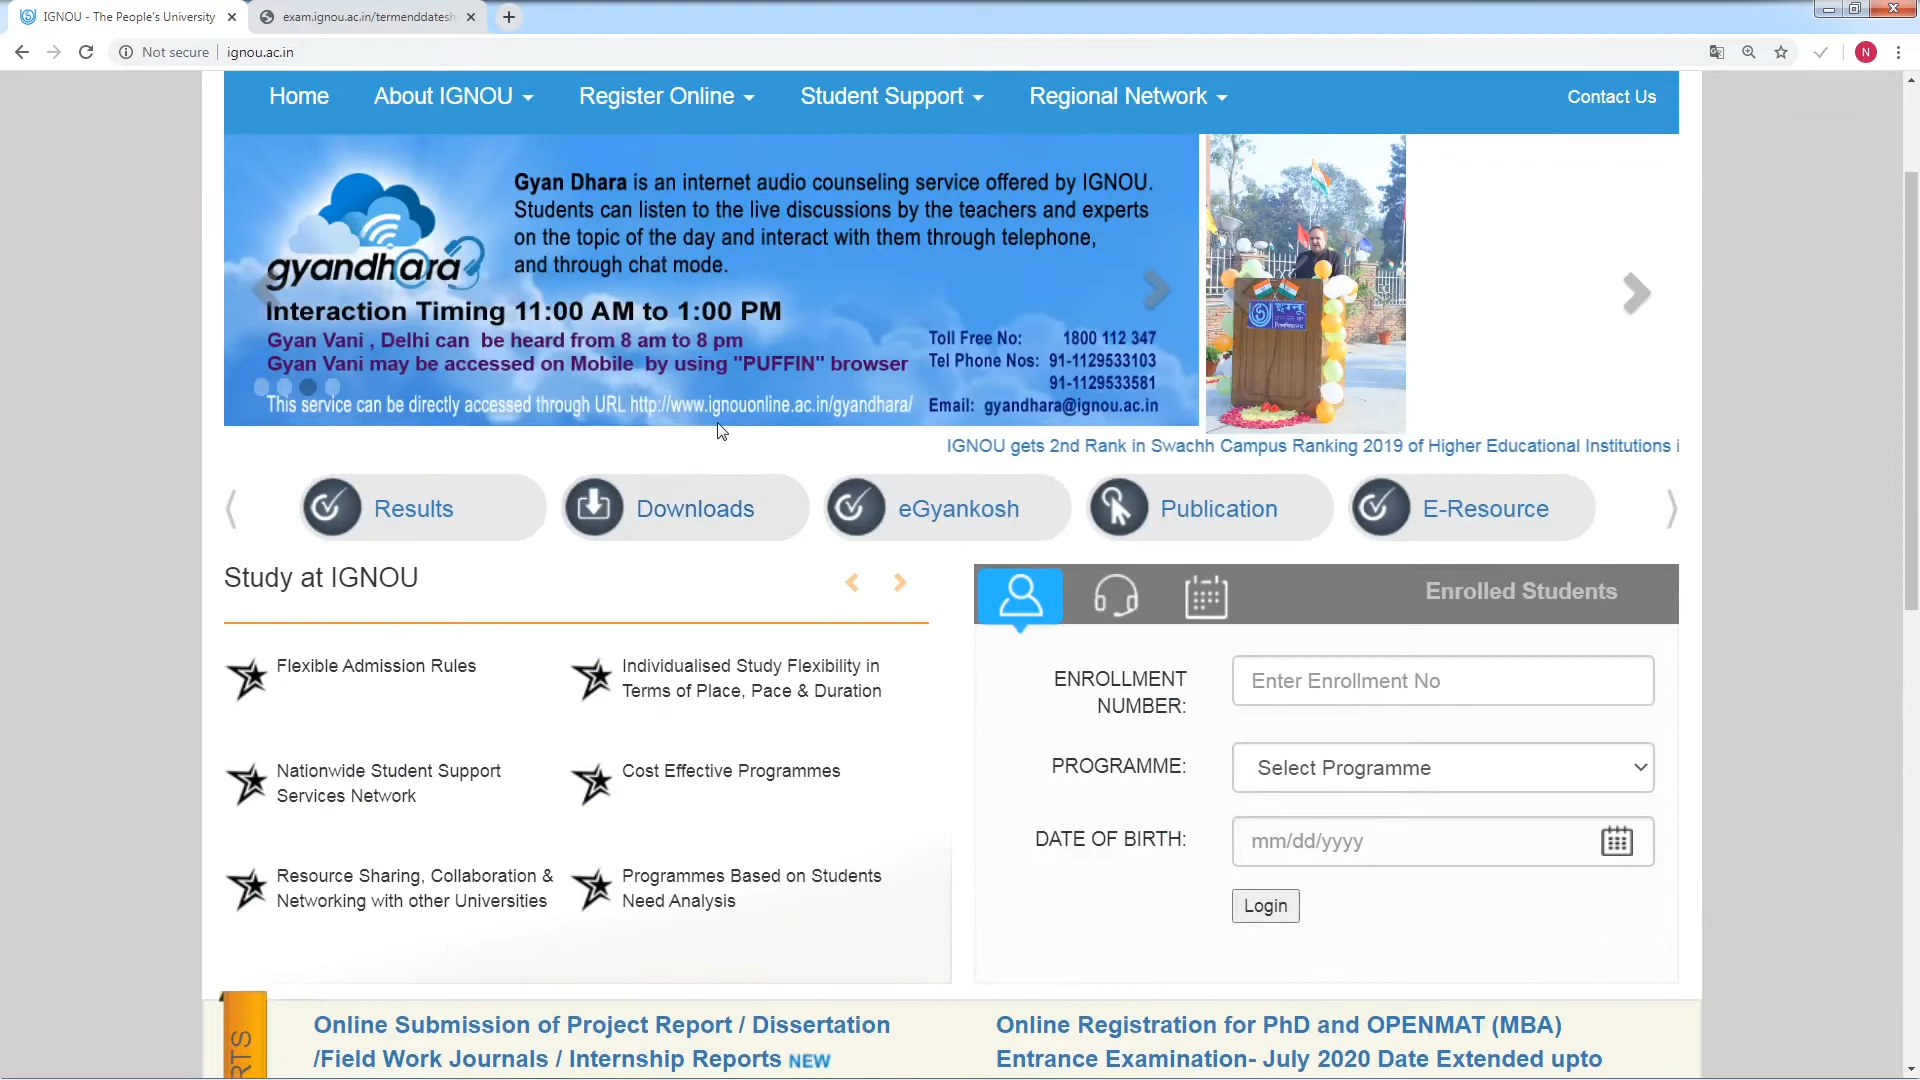 IGNOU - The People's University
exam.ignou.ac.in/termenddatesh
Not secure
ignou.ac.in
N
Home
About IGNOU
Register Online
Student Support
Regional Network
Contact Us
Gyan Dhara is an internet audio counseling service offered by IGNOU.
Students can listen to the live discussions by the teachers and experts
on the topic of the day and interact with them through telephone,
and through chat mode.
gyandhara
Interaction Timing 11:00 AM to 1:00 PM
Gyan Vani , Delhi can be heard from 8 am to 8 pm
Gyan Vani may be accessed on Mobile by using "PUFFIN" browser
This service can be directly accessed through URL http://www.ignouonline.ac.in/gyandhara/
Toll Free No: 1800 112 347
Tel Phone Nos: 91-1129533103
91-1129533581
Email: gyandhara@ignou.ac.in
IGNOU gets 2nd Rank in Swachh Campus Ranking 2019 of Higher Educational Institutions i
Results
Downloads
eGyankosh
Publication
E-Resource
Study at IGNOU
Flexible Admission Rules
Individualised Study Flexibility in
Terms of Place, Pace & Duration
Nationwide Student Support
Services Network
Cost Effective Programmes
Resource Sharing, Collaboration &
Networking with other Universities
Programmes Based on Students
Need Analysis
Enrolled Students
ENROLLMENT
NUMBER:
Enter Enrollment No
PROGRAMME:
Select Programme
DATE OF BIRTH:
mm/dd/yyyy
Login
RTS
Online Submission of Project Report / Dissertation
/Field Work Journals / Internship Reports NEW
Online Registration for PhD and OPENMAT (MBA)
Entrance Examination- July 2020 Date Extended upto